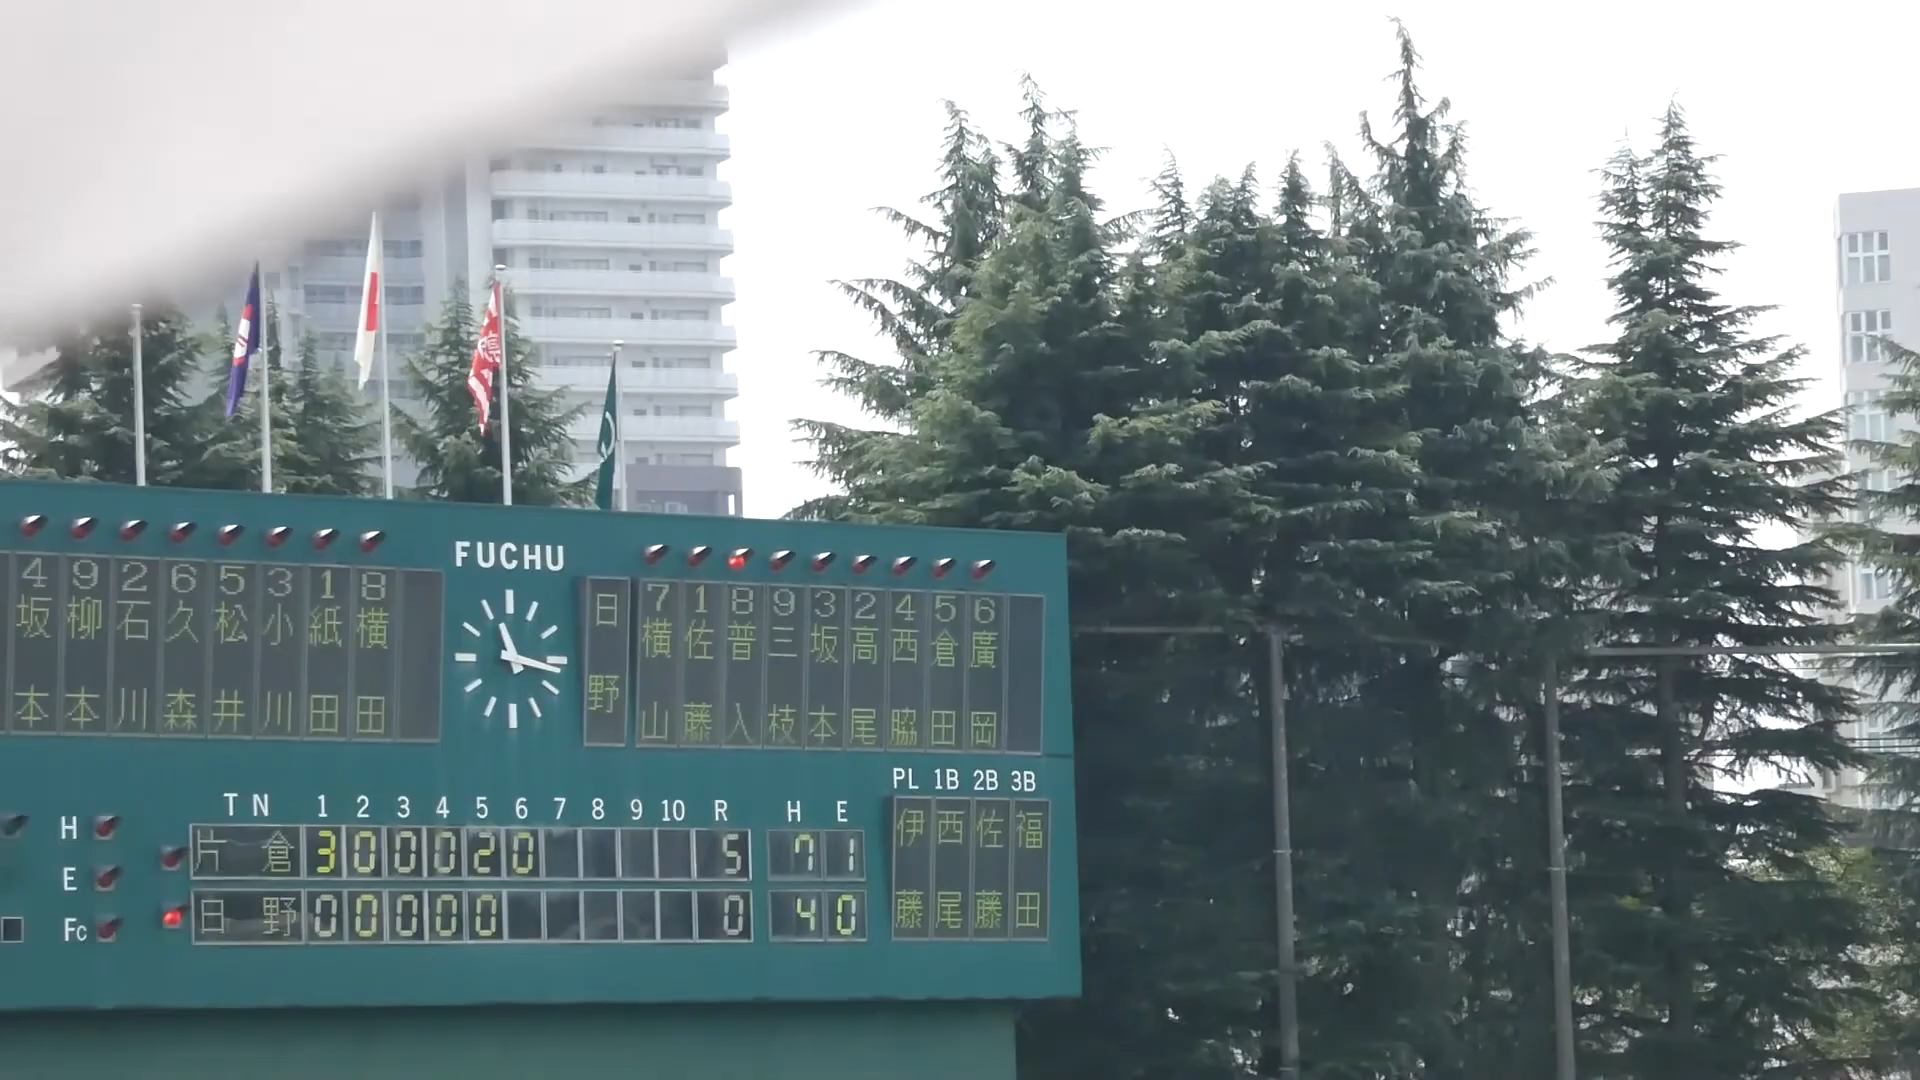 FUCHU
4 9 2 6 5 3 1 8
坂本 柳本 石川 久森 松井 小川 紙田 横田
日野
7 1 8 9 3 2 4 5 6
横山 佐藤 普入 三枝 坂本 高尾 西脇 倉田 廣岡
PL 1B 2B 3B
伊藤 西尾 佐藤 福田
H
E
Fc
TN 1 2 3 4 5 6 7 8 9 10 R H E
片倉 3 0 0 0 2 0 5 7 1
日野 0 0 0 0 0 0 4 0